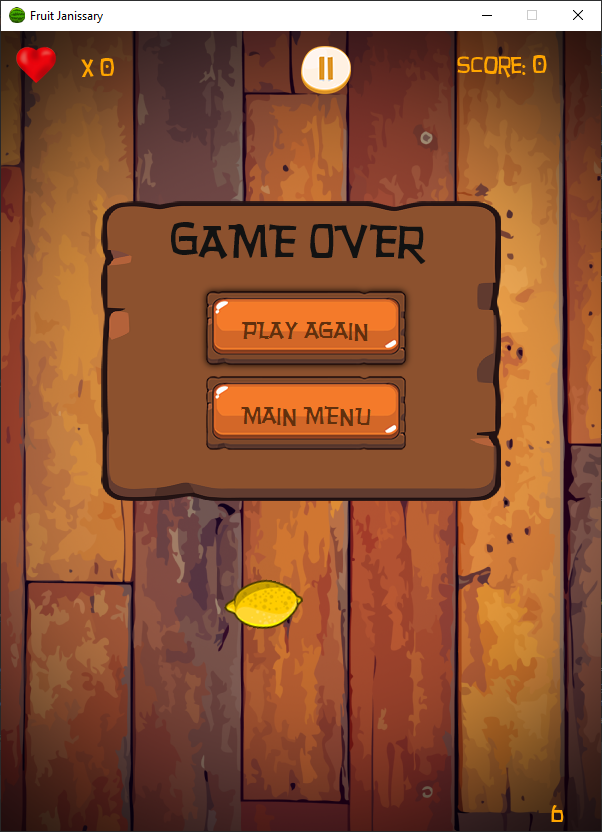 Fruit Janissary
X 0
SCORE: 0
GAME OVER
PLAY AGAIN
MAIN MENU
6